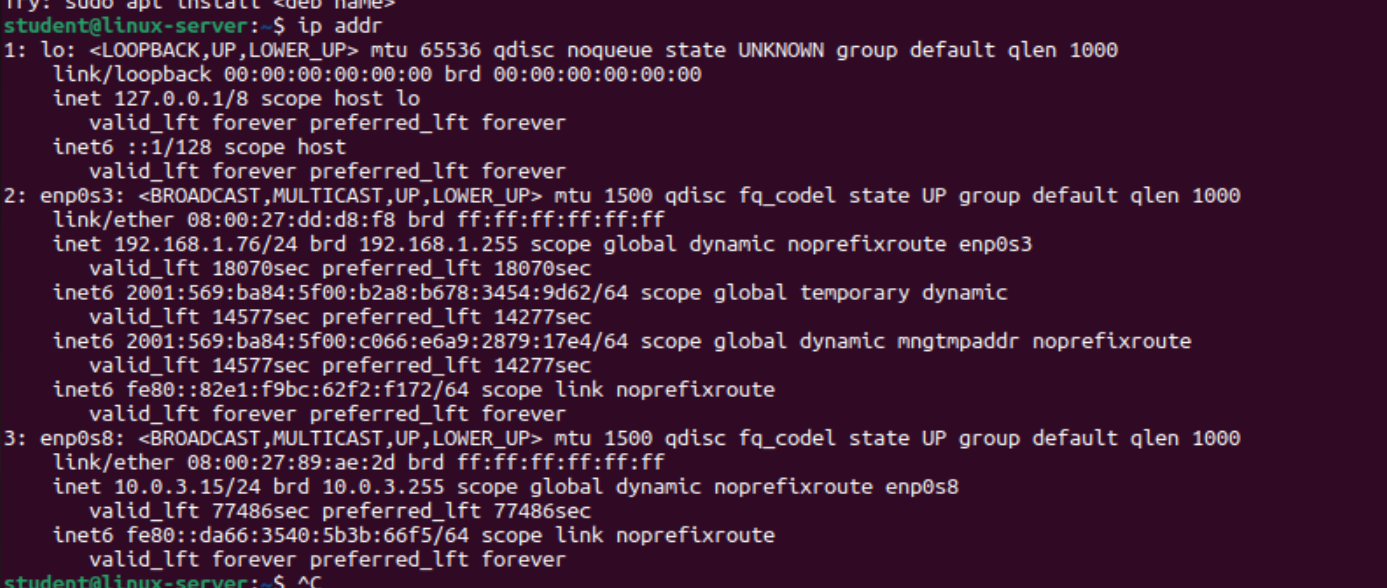 Try: sudo apt install <deb name>
student@linux-server:~$ ip addr
1: lo: <LOOPBACK,UP,LOWER_UP> mtu 65536 qdisc noqueue state UNKNOWN group default qlen 1000
    link/loopback 00:00:00:00:00:00 brd 00:00:00:00:00:00
    inet 127.0.0.1/8 scope host lo
       valid_lft forever preferred_lft forever
    inet6 ::1/128 scope host
       valid_lft forever preferred_lft forever
2: enp0s3: <BROADCAST,MULTICAST,UP,LOWER_UP> mtu 1500 qdisc fq_codel state UP group default qlen 1000
    link/ether 08:00:27:dd:d8:f8 brd ff:ff:ff:ff:ff:ff
    inet 192.168.1.76/24 brd 192.168.1.255 scope global dynamic noprefixroute enp0s3
       valid_lft 18070sec preferred_lft 18070sec
    inet6 2001:569:ba84:5f00:b2a8:b678:3454:9d62/64 scope global temporary dynamic
       valid_lft 14577sec preferred_lft 14277sec
    inet6 2001:569:ba84:5f00:c066:e6a9:2879:17e4/64 scope global dynamic mngtmpaddr noprefixroute
       valid_lft 14577sec preferred_lft 14277sec
    inet6 fe80::82e1:f9bc:62f2:f172/64 scope link noprefixroute
       valid_lft forever preferred_lft forever
3: enp0s8: <BROADCAST,MULTICAST,UP,LOWER_UP> mtu 1500 qdisc fq_codel state UP group default qlen 1000
    link/ether 08:00:27:89:ae:2d brd ff:ff:ff:ff:ff:ff
    inet 10.0.3.15/24 brd 10.0.3.255 scope global dynamic noprefixroute enp0s8
       valid_lft 77486sec preferred_lft 77486sec
    inet6 fe80::da66:3540:5b3b:66f5/64 scope link noprefixroute
       valid_lft forever preferred_lft forever
student@linux-server:~$ ^C